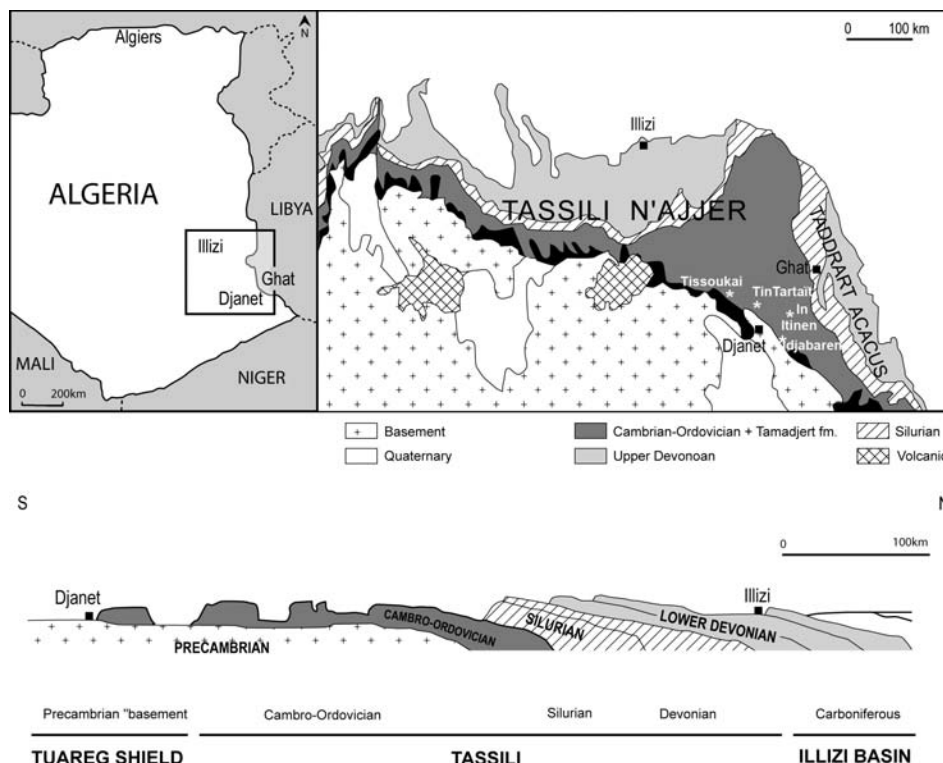 Algiers
N
ALGERIA
LIBYA
Illizi
Ghat
Djanet
MALI
NIGER
0 200km
0 100 km
Illizi
TASSILI N'AJJER
TADDRART ACACUS
Ghat
Tissoukai
TinTartaït
In
Itinen
Djanet
Idjabaren
Basement
Cambrian-Ordovician + Tamadjert fm.
Silurian
Quaternary
Upper Devonoan
Volcanic
S
0 100km
Djanet
Illizi
CAMBRO-ORDOVICIAN
SILURIAN
LOWER DEVONIAN
PRECAMBRIAN
Precambrian "basement
Cambro-Ordovician
Silurian
Devonian
Carboniferous
TUAREG SHIELD
TASSILI
ILLIZI BASIN